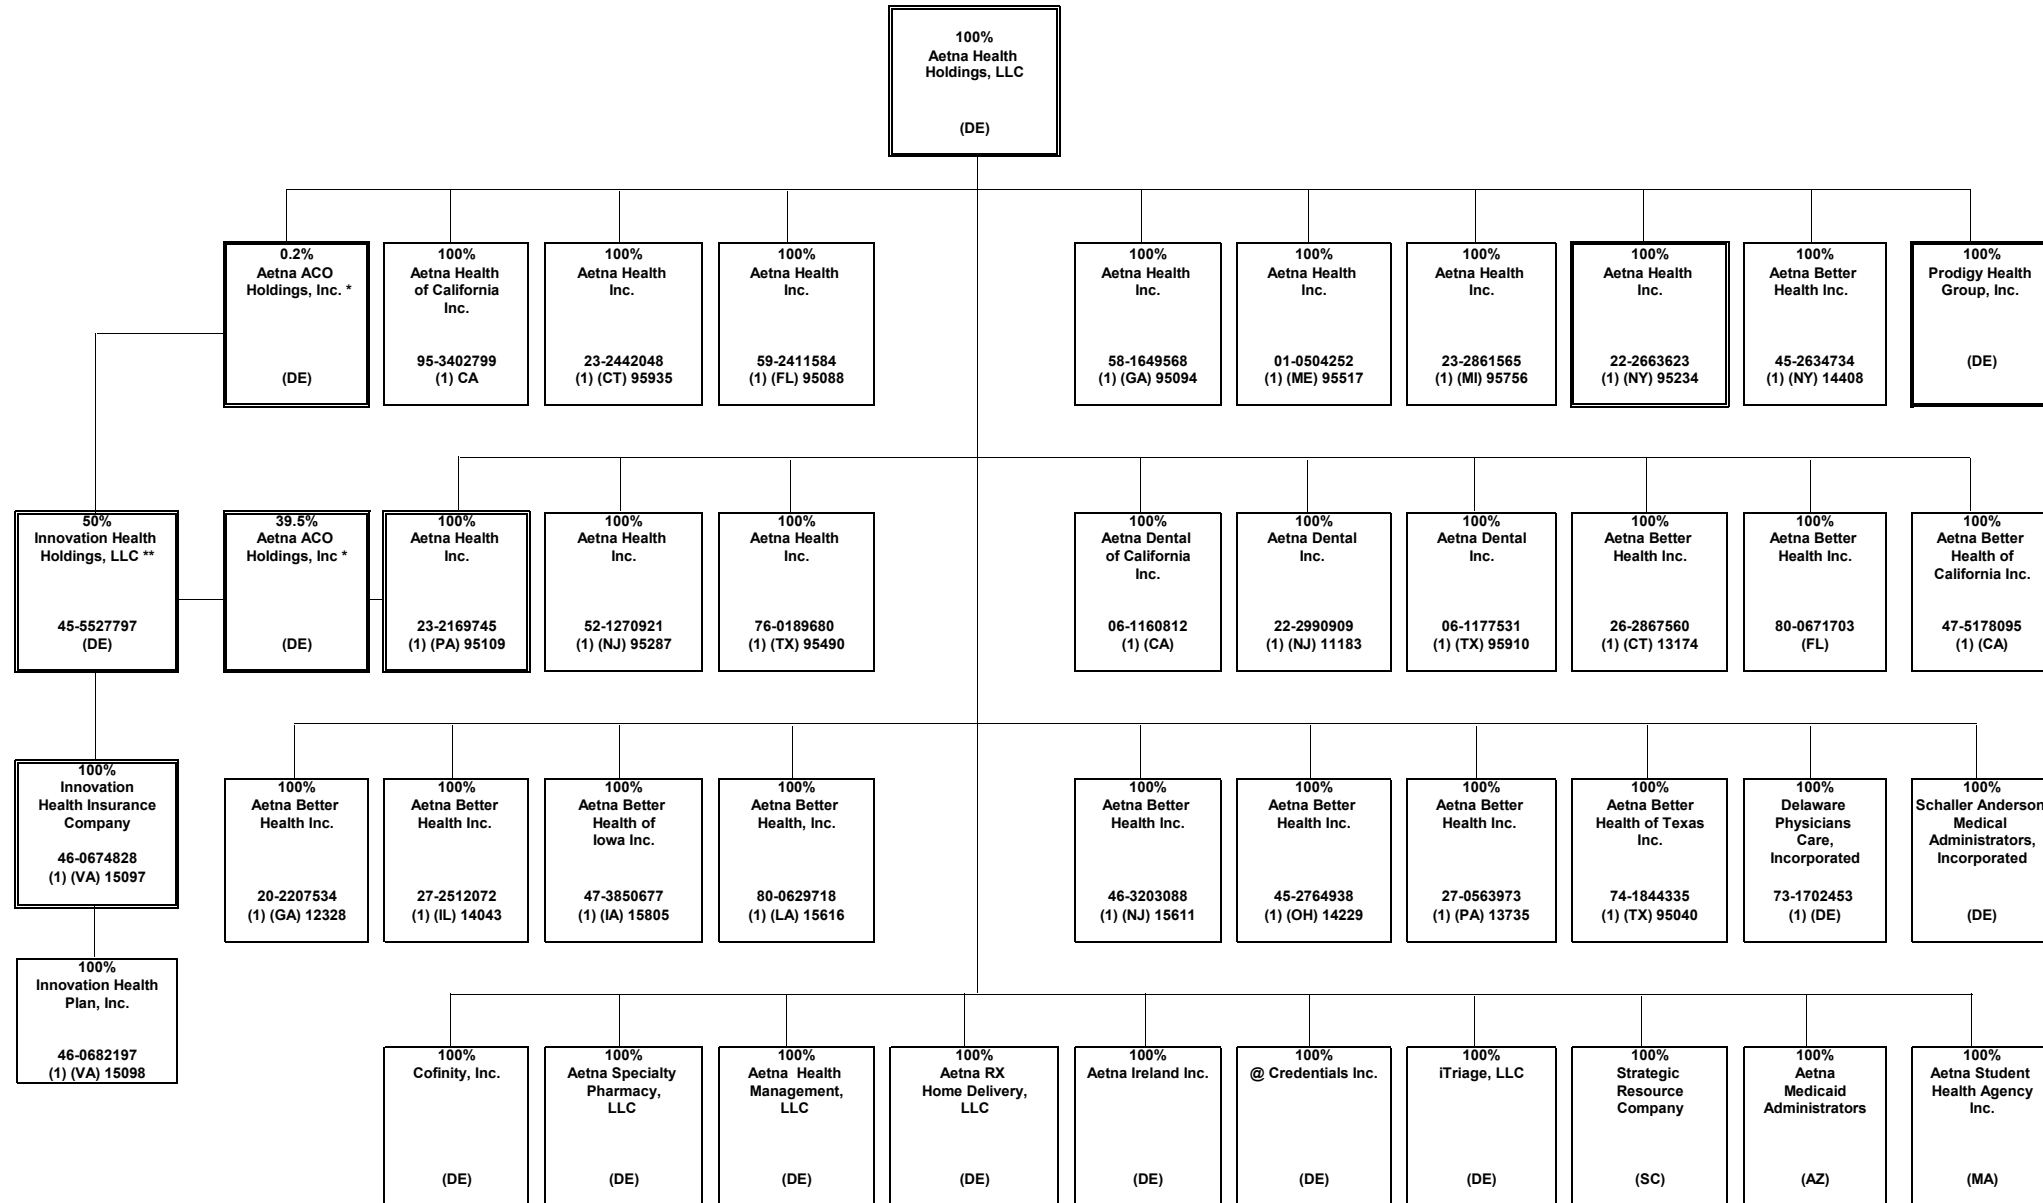 100%
Aetna Health
Holdings, LLC
(DE)
0.2%
Aetna ACO
Holdings, Inc. *
(DE)
100%
Aetna Health
of California
Inc.
95-3402799
(1) CA
100%
Aetna Health
Inc.
23-2442048
(1) (CT) 95935
100%
Aetna Health
Inc.
59-2411584
(1) (FL) 95088
100%
Aetna Health
Inc.
58-1649568
(1) (GA) 95094
100%
Aetna Health
Inc.
01-0504252
(1) (ME) 95517
100%
Aetna Health
Inc.
23-2861565
(1) (MI) 95756
100%
Aetna Health
Inc.
22-2663623
(1) (NY) 95234
100%
Aetna Better
Health Inc.
45-2634734
(1) (NY) 14408
100%
Prodigy Health
Group, Inc.
(DE)
50%
Innovation Health
Holdings, LLC **
45-5527797
(DE)
39.5%
Aetna ACO
Holdings, Inc *
(DE)
100%
Aetna Health
Inc.
23-2169745
(1) (PA) 95109
100%
Aetna Health
Inc.
52-1270921
(1) (NJ) 95287
100%
Aetna Health
Inc.
76-0189680
(1) (TX) 95490
100%
Aetna Dental
of California
Inc.
06-1160812
(1) (CA)
100%
Aetna Dental
Inc.
22-2990909
(1) (NJ) 11183
100%
Aetna Dental
Inc.
06-1177531
(1) (TX) 95910
100%
Aetna Better
Health Inc.
26-2867560
(1) (CT) 13174
100%
Aetna Better
Health Inc.
80-0671703
(FL)
100%
Aetna Better
Health of
California Inc.
47-5178095
(1) (CA)
100%
Innovation
Health Insurance
Company
46-0674828
(1) (VA) 15097
100%
Aetna Better
Health Inc.
20-2207534
(1) (GA) 12328
100%
Aetna Better
Health Inc.
27-2512072
(1) (IL) 14043
100%
Aetna Better
Health of
Iowa Inc.
47-3850677
(1) (IA) 15805
100%
Aetna Better
Health, Inc.
80-0629718
(1) (LA) 15616
100%
Aetna Better
Health Inc.
46-3203088
(1) (NJ) 15611
100%
Aetna Better
Health Inc.
45-2764938
(1) (OH) 14229
100%
Aetna Better
Health Inc.
27-0563973
(1) (PA) 13735
100%
Aetna Better
Health of Texas
Inc.
74-1844335
(1) (TX) 95040
100%
Delaware
Physicians
Care,
Incorporated
73-1702453
(1) (DE)
100%
Schaller Anderson
Medical
Administrators,
Incorporated
(DE)
100%
Innovation Health
Plan, Inc.
46-0682197
(1) (VA) 15098
100%
Cofinity, Inc.
(DE)
100%
Aetna Specialty
Pharmacy,
LLC
(DE)
100%
Aetna Health
Management,
LLC
(DE)
100%
Aetna RX
Home Delivery,
LLC
(DE)
100%
Aetna Ireland Inc.
(DE)
100%
@ Credentials Inc.
(DE)
100%
iTriage, LLC
(DE)
100%
Strategic
Resource
Company
(SC)
100%
Aetna
Medicaid
Administrators
(AZ)
100%
Aetna Student
Health Agency
Inc.
(MA)